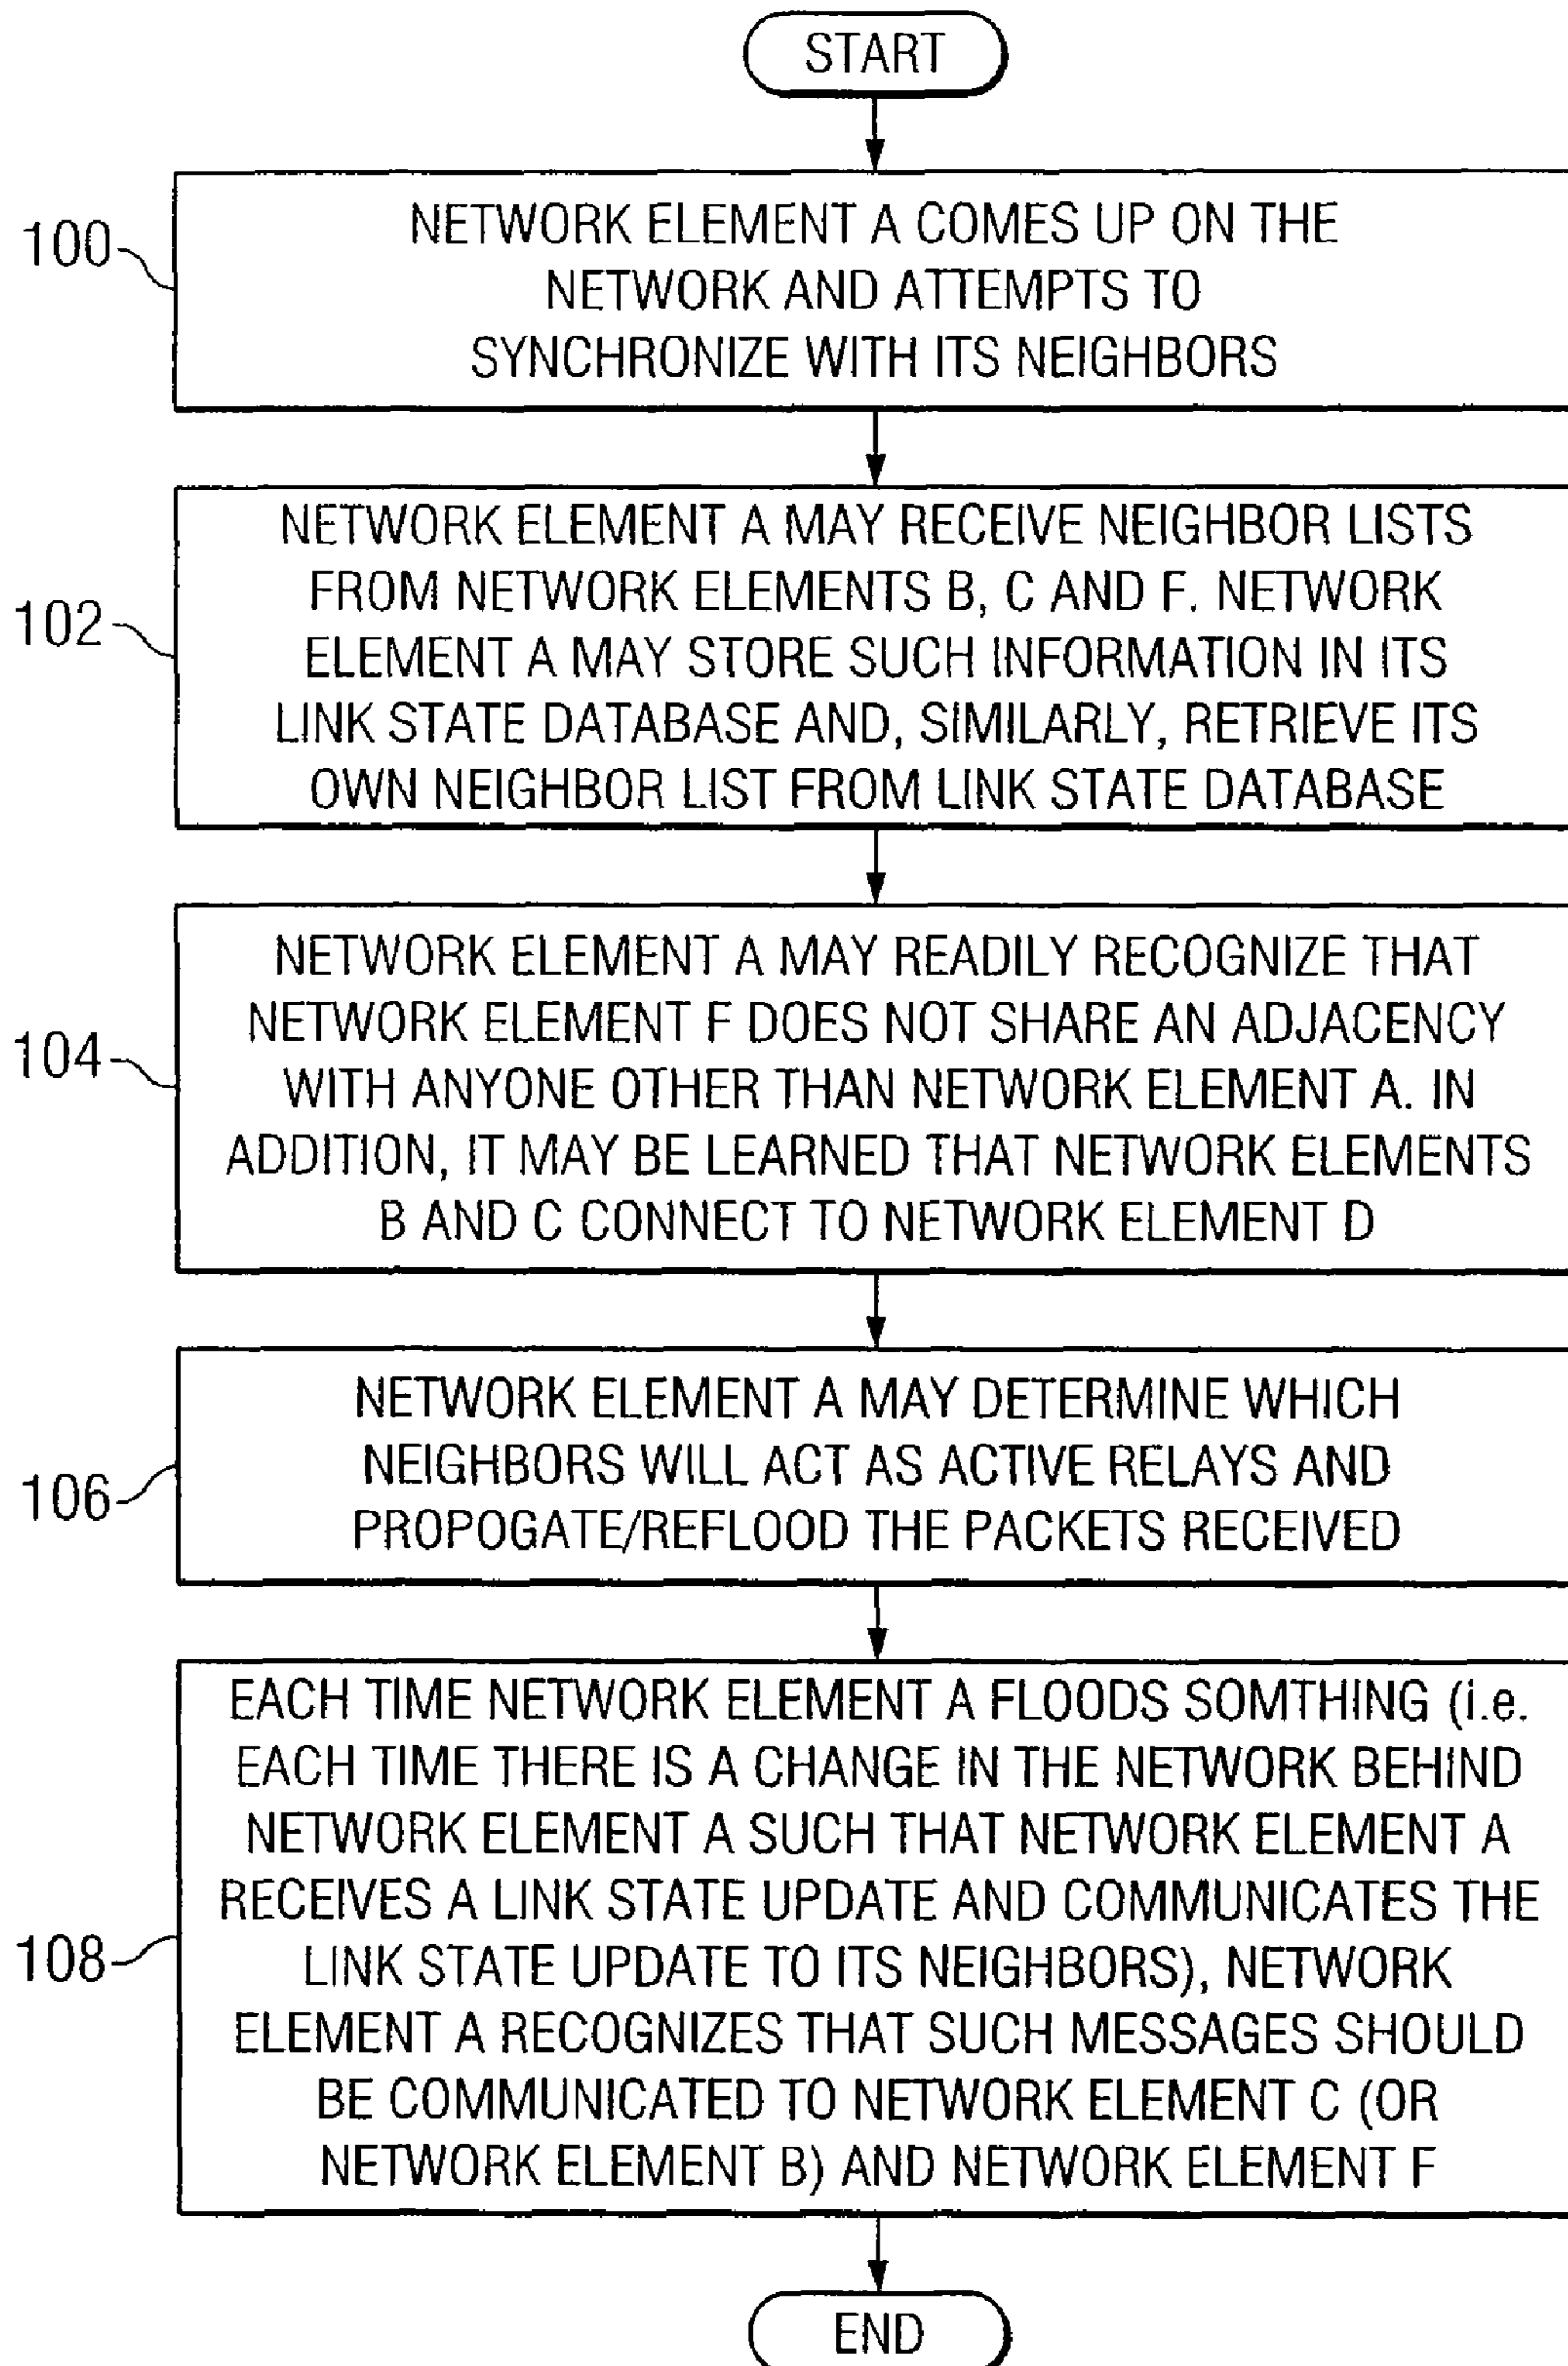 START
100
NETWORK ELEMENT A COMES UP ON THE
NETWORK AND ATTEMPTS TO
SYNCHRONIZE WITH ITS NEIGHBORS
102
NETWORK ELEMENT A MAY RECEIVE NEIGHBOR LISTS
FROM NETWORK ELEMENTS B, C AND F. NETWORK
ELEMENT A MAY STORE SUCH INFORMATION IN ITS
LINK STATE DATABASE AND, SIMILARLY, RETRIEVE ITS
OWN NEIGHBOR LIST FROM LINK STATE DATABASE
104
NETWORK ELEMENT A MAY READILY RECOGNIZE THAT
NETWORK ELEMENT F DOES NOT SHARE AN ADJACENCY
WITH ANYONE OTHER THAN NETWORK ELEMENT A. IN
ADDITION, IT MAY BE LEARNED THAT NETWORK ELEMENTS
B AND C CONNECT TO NETWORK ELEMENT D
106
NETWORK ELEMENT A MAY DETERMINE WHICH
NEIGHBORS WILL ACT AS ACTIVE RELAYS AND
PROPOGATE/REFLOOD THE PACKETS RECEIVED
108
EACH TIME NETWORK ELEMENT A FLOODS SOMTHING (i.e.
EACH TIME THERE IS A CHANGE IN THE NETWORK BEHIND
NETWORK ELEMENT A SUCH THAT NETWORK ELEMENT A
RECEIVES A LINK STATE UPDATE AND COMMUNICATES THE
LINK STATE UPDATE TO ITS NEIGHBORS), NETWORK
ELEMENT A RECOGNIZES THAT SUCH MESSAGES SHOULD
BE COMMUNICATED TO NETWORK ELEMENT C (OR
NETWORK ELEMENT B) AND NETWORK ELEMENT F
END